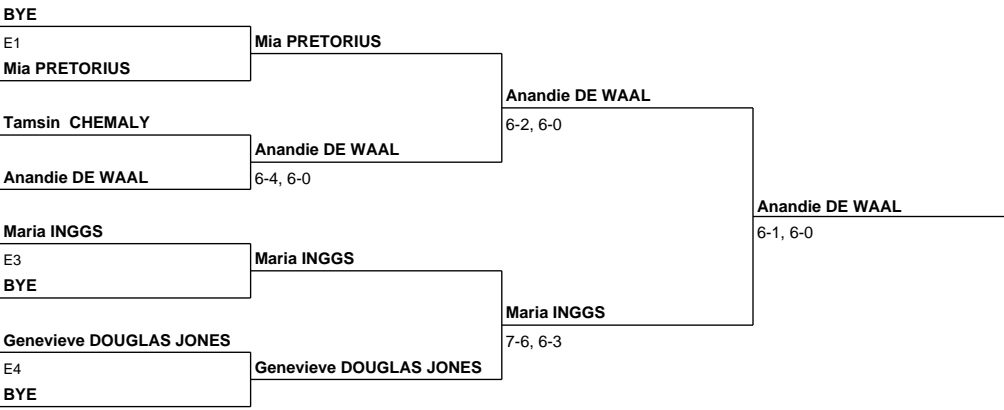 BYE
E1
Mia PRETORIUS
Mia PRETORIUS
Tamsin  CHEMALY
Anandie DE WAAL
Anandie DE WAAL
6-4, 6-0
Anandie DE WAAL
6-2, 6-0
Maria INGGS
E3
BYE
Maria INGGS
Genevieve DOUGLAS JONES
E4
BYE
Genevieve DOUGLAS JONES
Maria INGGS
7-6, 6-3
Anandie DE WAAL
6-1, 6-0